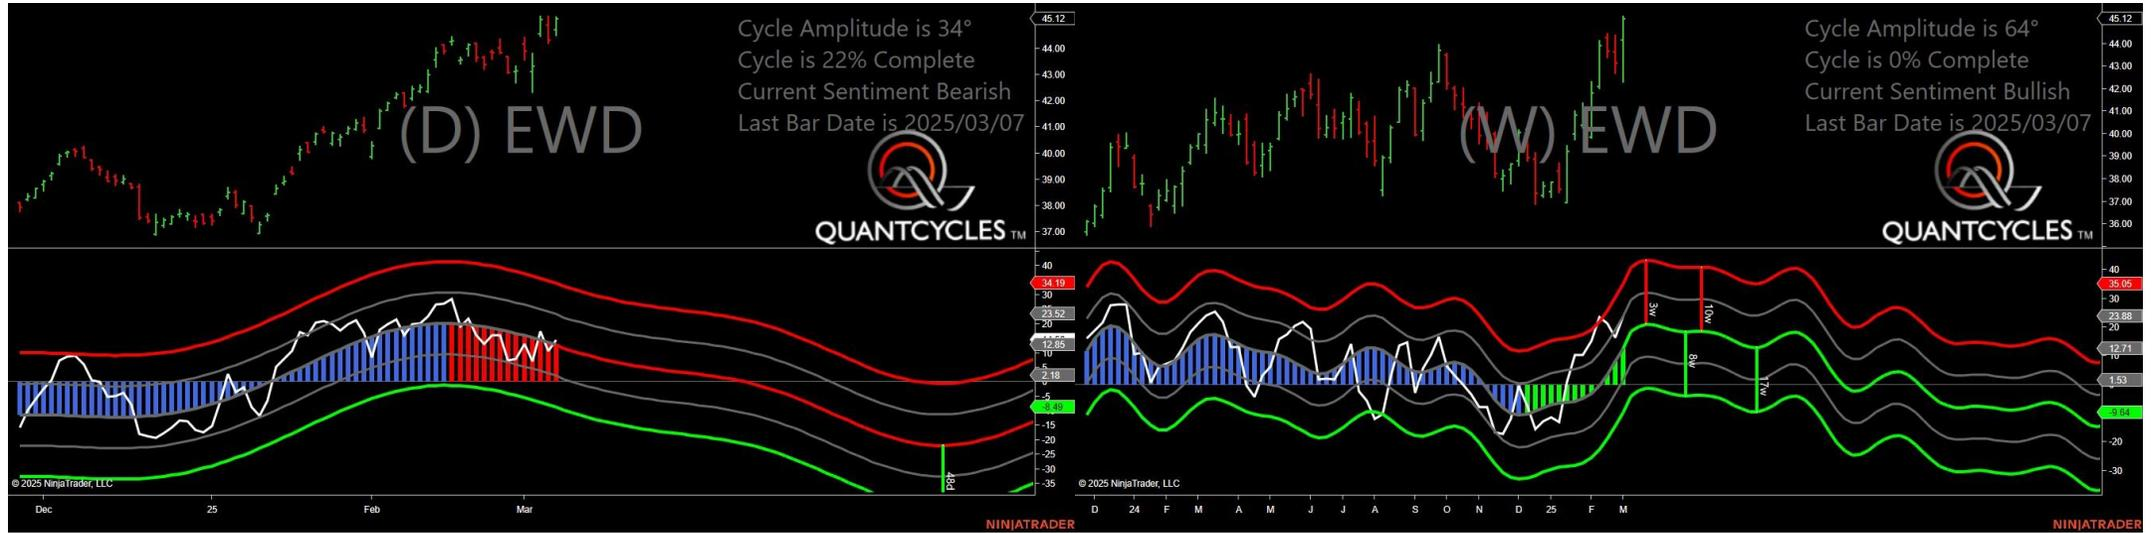 Cycle Amplitude is 34°
Cycle is 22% Complete
Current Sentiment Bearish
Last Bar Date is 2025/03/07
(D) EWD
QUANTCYCLES TM
45.12
44.00
43.00
42.00
41.00
40.00
39.00
38.00
37.00
40
34.19
30
23.52
20
12.85
10
2.18
-5
-8.49
-15
-20
-25
-30
-35
48d
© 2025 NinjaTrader, LLC
Dec
25
Feb
Mar
NINJATRADER
Cycle Amplitude is 64°
Cycle is 0% Complete
Current Sentiment Bullish
Last Bar Date is 2025/03/07
(W) EWD
QUANTCYCLES TM
45.12
44.00
43.00
42.00
41.00
40.00
39.00
38.00
37.00
36.00
40
35.05
30
23.88
20
12.71
1.53
-9.64
-20
-30
3w
10w
8w
17w
© 2025 NinjaTrader, LLC
D 24 F M A M J J A S O N D 25 F M
NINJATRADER